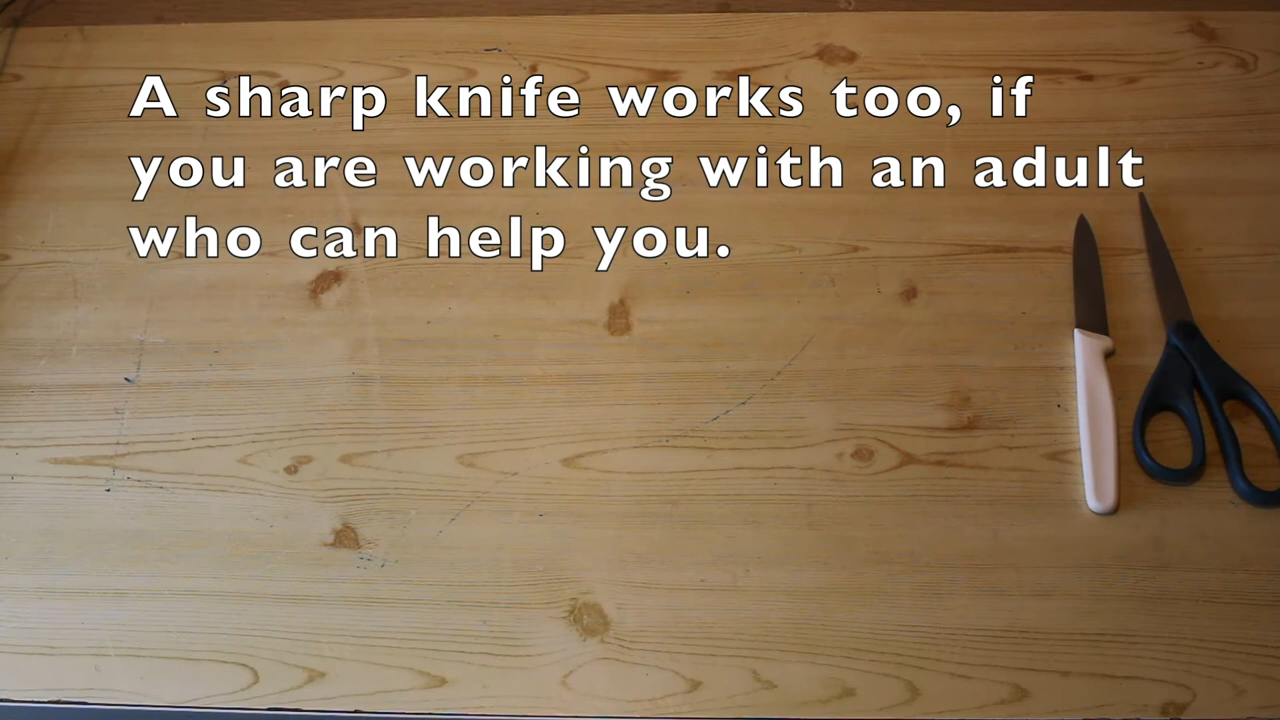 A sharp knife works too, if
you are working with an adult
who can help you.